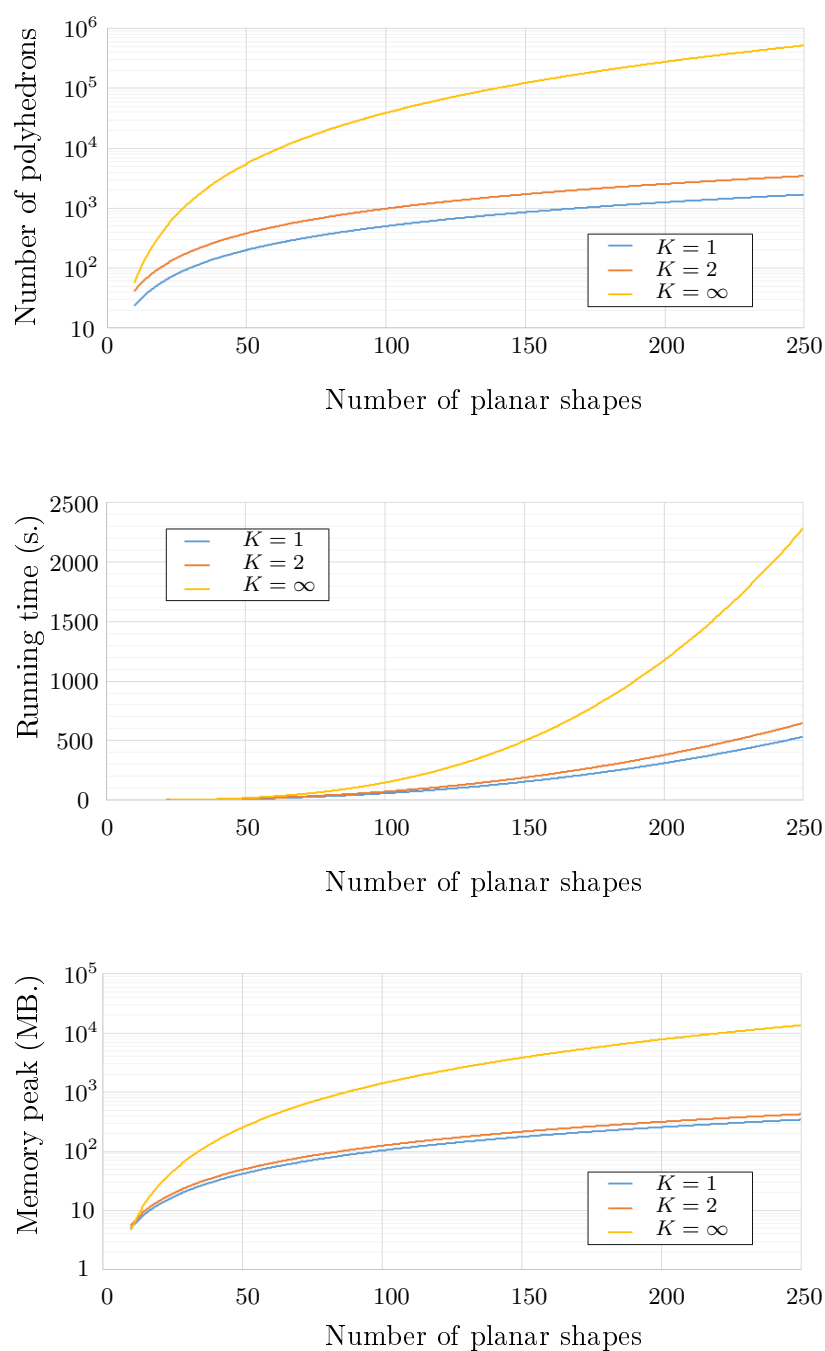 Number of polyhedrons
10^6
10^5
10^4
10^3
10^2
10
0 50 100 150 200 250
K = 1
K = 2
K = ∞
Number of planar shapes
Running time (s.)
2500
2000
1500
1000
500
0
0 50 100 150 200 250
K = 1
K = 2
K = ∞
Number of planar shapes
Memory peak (MB.)
10^5
10^4
10^3
10^2
10
1
0 50 100 150 200 250
K = 1
K = 2
K = ∞
Number of planar shapes